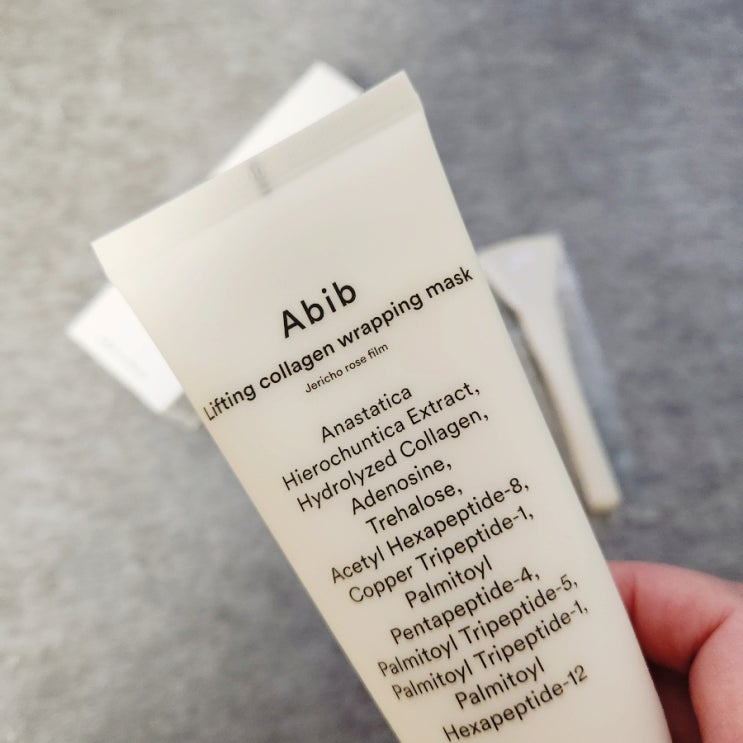 Abib
Lifting collagen wrapping mask
Jericho rose film
Anastatica
Hierochuntica Extract,
Hydrolyzed Collagen,
Adenosine,
Trehalose,
Acetyl Hexapeptide-8,
Copper Tripeptide-1,
Palmitoyl
Pentapeptide-4,
Palmitoyl Tripeptide-5,
Palmitoyl Tripeptide-1,
Palmitoyl
Hexapeptide-12